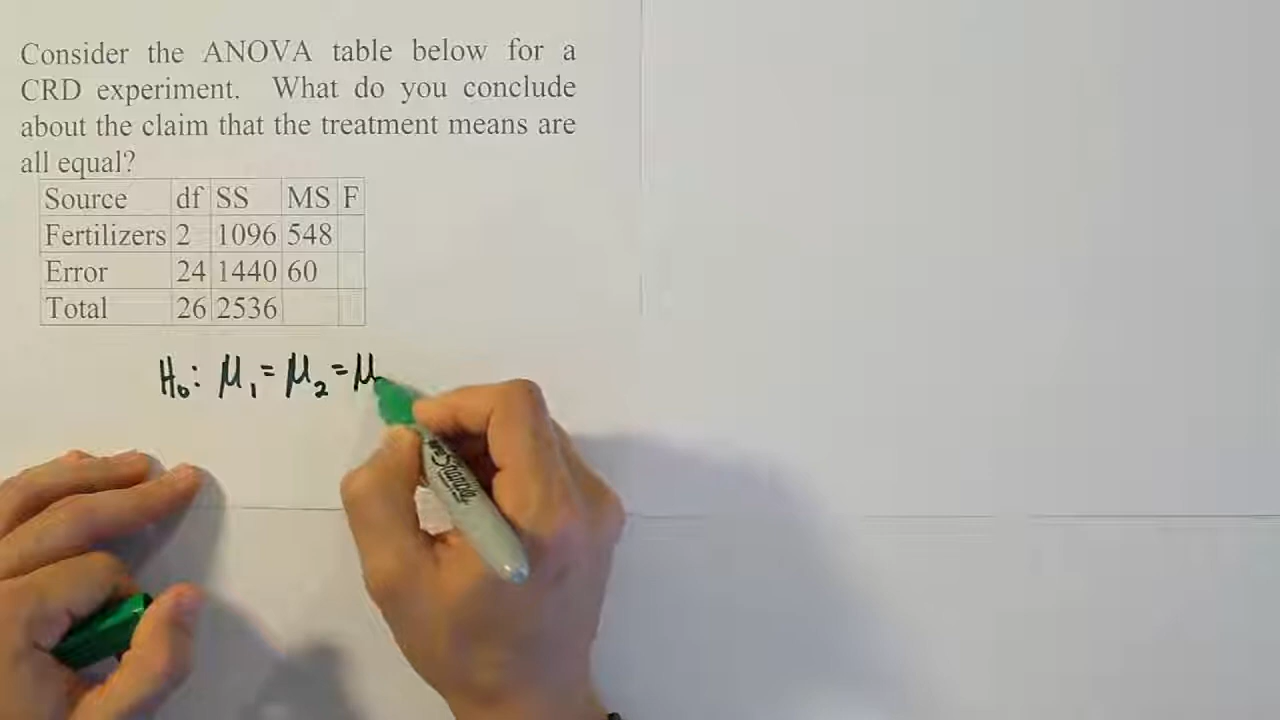 Consider the ANOVA table below for a
CRD experiment. What do you conclude
about the claim that the treatment means are
all equal?
Source df SS MS F
Fertilizers 2 1096 548
Error 24 1440 60
Total 26 2536
H₀: μ₁ = μ₂ = μ
Sharpie